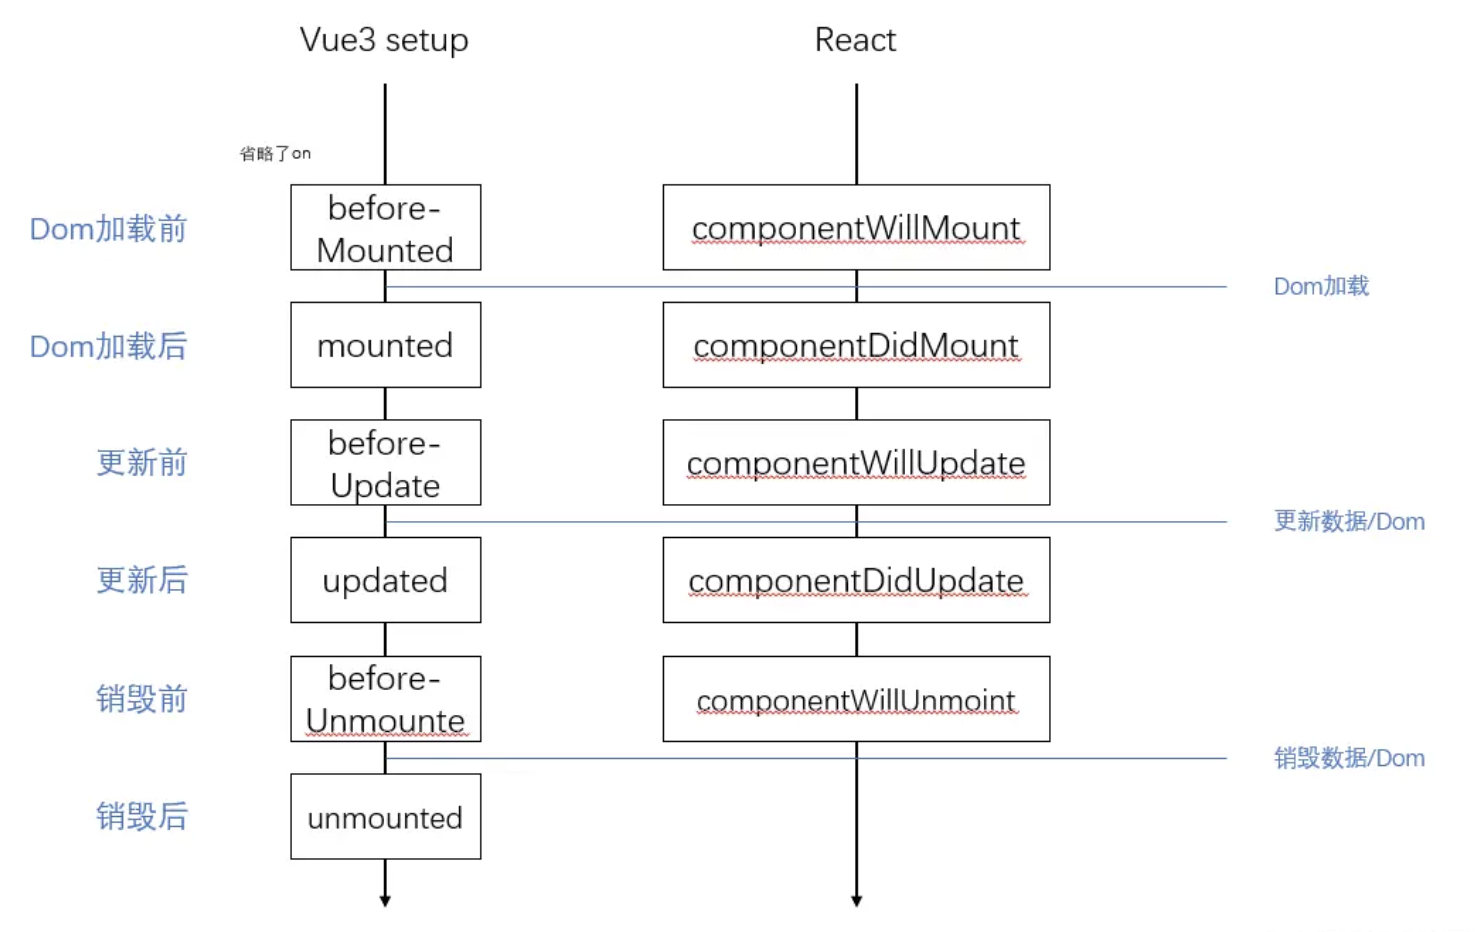 Vue3 setup
React
省略了on
Dom加载前
before-
Mounted
componentWillMount
Dom加载
Dom加载后
mounted
componentDidMount
更新前
before-
Update
componentWillUpdate
更新数据/Dom
更新后
updated
componentDidUpdate
销毁前
before-
Unmounte
componentWillUnmoint
销毁数据/Dom
销毁后
unmounted